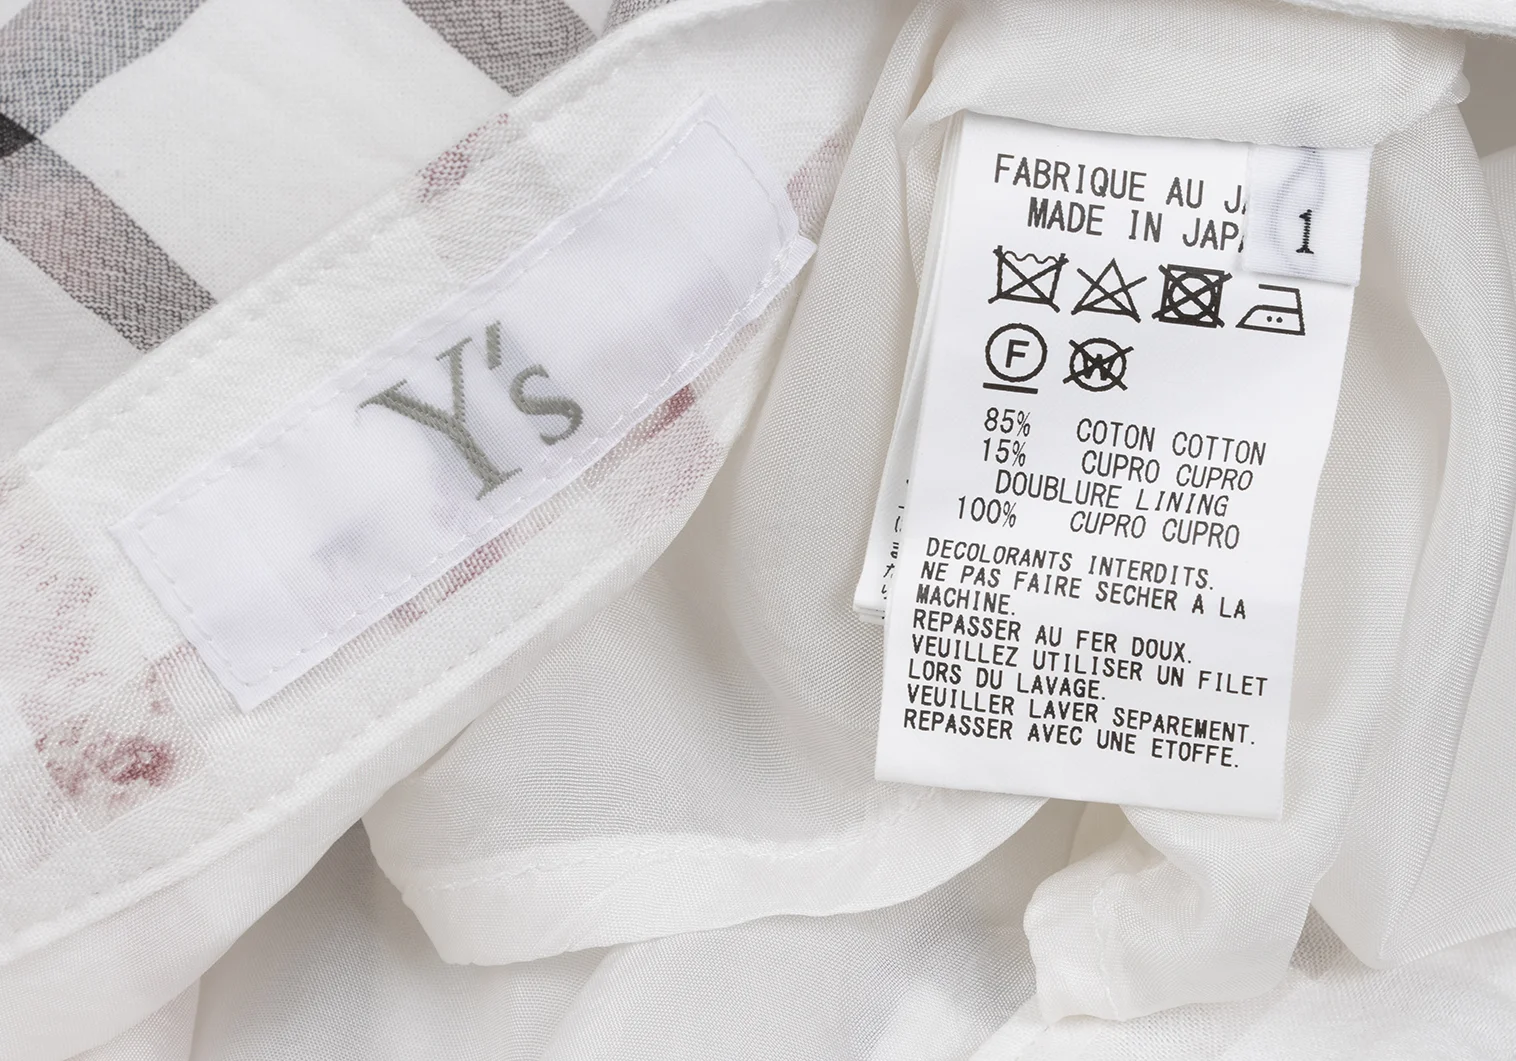 Y's
FABRIQUE AU
MADE IN
1
F
W
85% COTON COTTON
15% CUPRO CUPRO
DOUBLURE LINING
100% CUPRO CUPRO
DECOLORANTS INTERDITS.
NE PAS FAIRE SECHER A LA
MACHINE.
REPASSER AU FER DOUX.
VEUILLEZ UTILISER UN FILET
LORS DU LAVAGE.
VEUILLER LAVER SEPAREMENT.
REPASSER AVEC UNE ETOFFE.